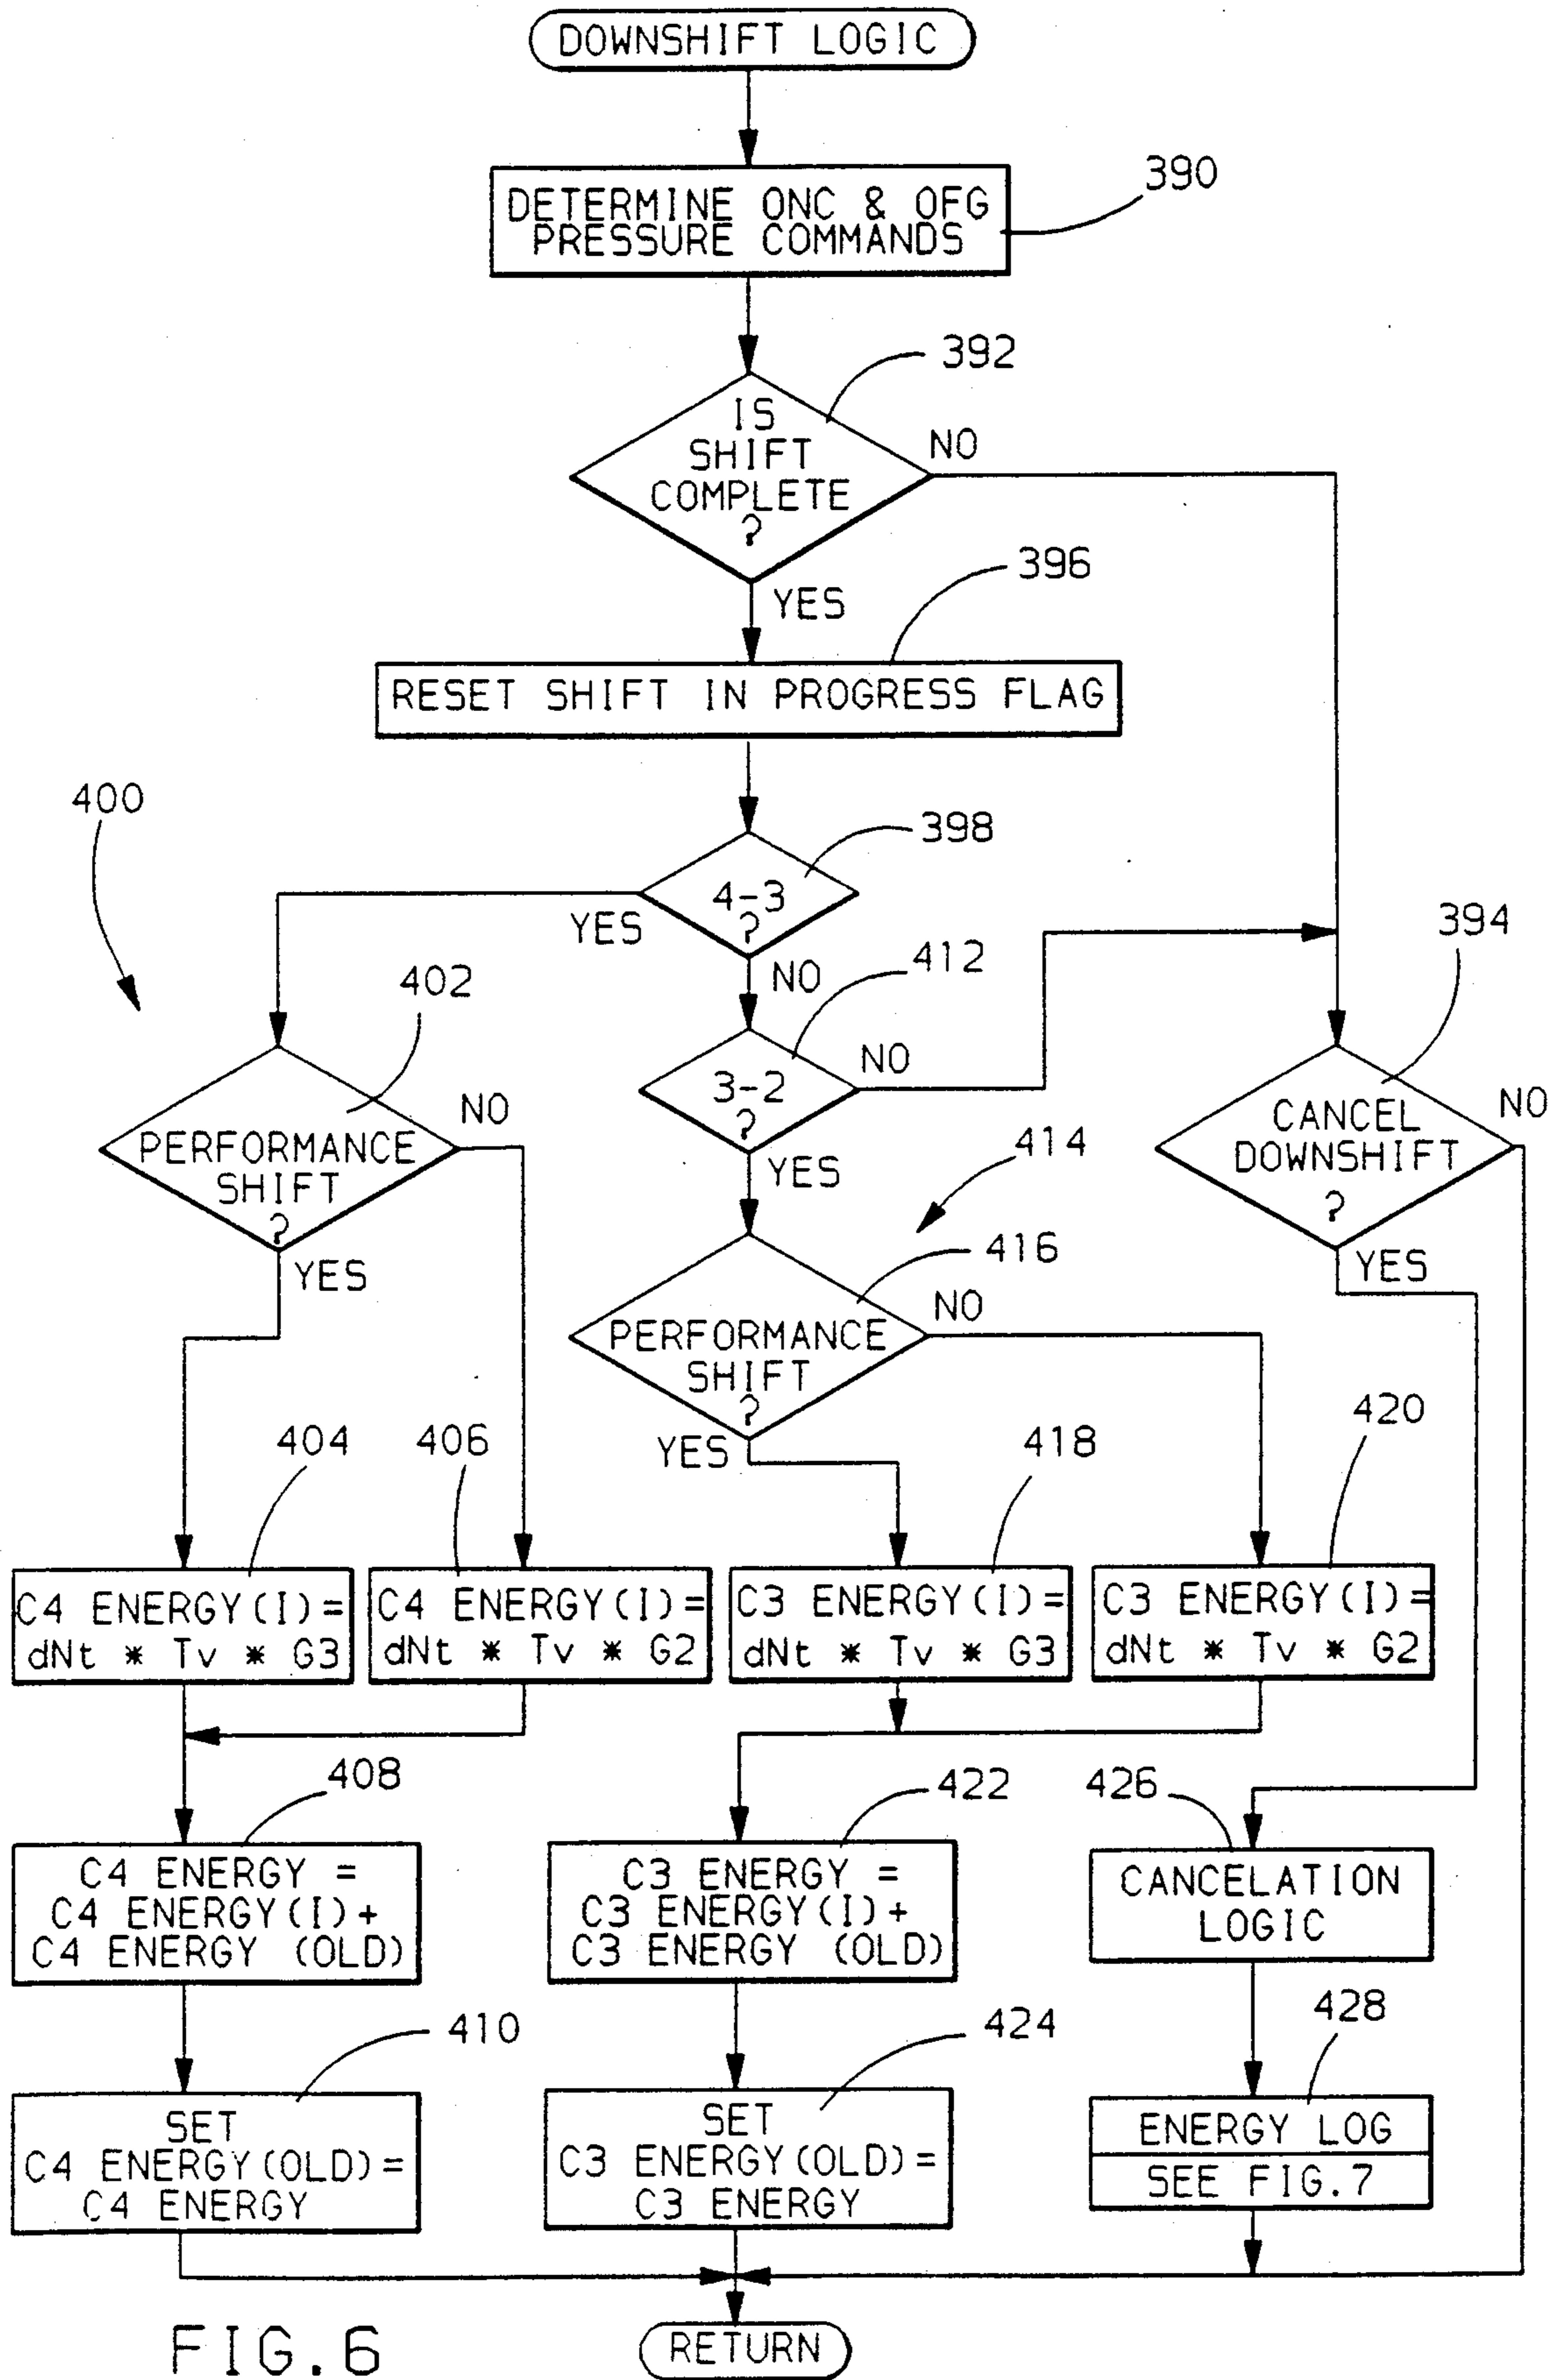 DOWNSHIFT LOGIC
390
DETERMINE ONC & OFG
PRESSURE COMMANDS
392
IS
SHIFT
COMPLETE
?
NO
YES
396
RESET SHIFT IN PROGRESS FLAG
400
398
4-3
?
YES
NO
412
3-2
?
NO
YES
394
CANCEL
DOWNSHIFT
?
NO
YES
402
PERFORMANCE
SHIFT
?
NO
YES
414
416
PERFORMANCE
SHIFT
?
NO
YES
404
C4 ENERGY(I)=
dNt * Tv * G3
406
C4 ENERGY(I)=
dNt * Tv * G2
418
C3 ENERGY(I)=
dNt * Tv * G3
420
C3 ENERGY(I)=
dNt * Tv * G2
408
C4 ENERGY =
C4 ENERGY(I)+
C4 ENERGY (OLD)
422
C3 ENERGY =
C3 ENERGY(I)+
C3 ENERGY (OLD)
426
CANCELATION
LOGIC
410
SET
C4 ENERGY(OLD)=
C4 ENERGY
424
SET
C3 ENERGY(OLD)=
C3 ENERGY
428
ENERGY LOG
SEE FIG.7
RETURN
FIG.6